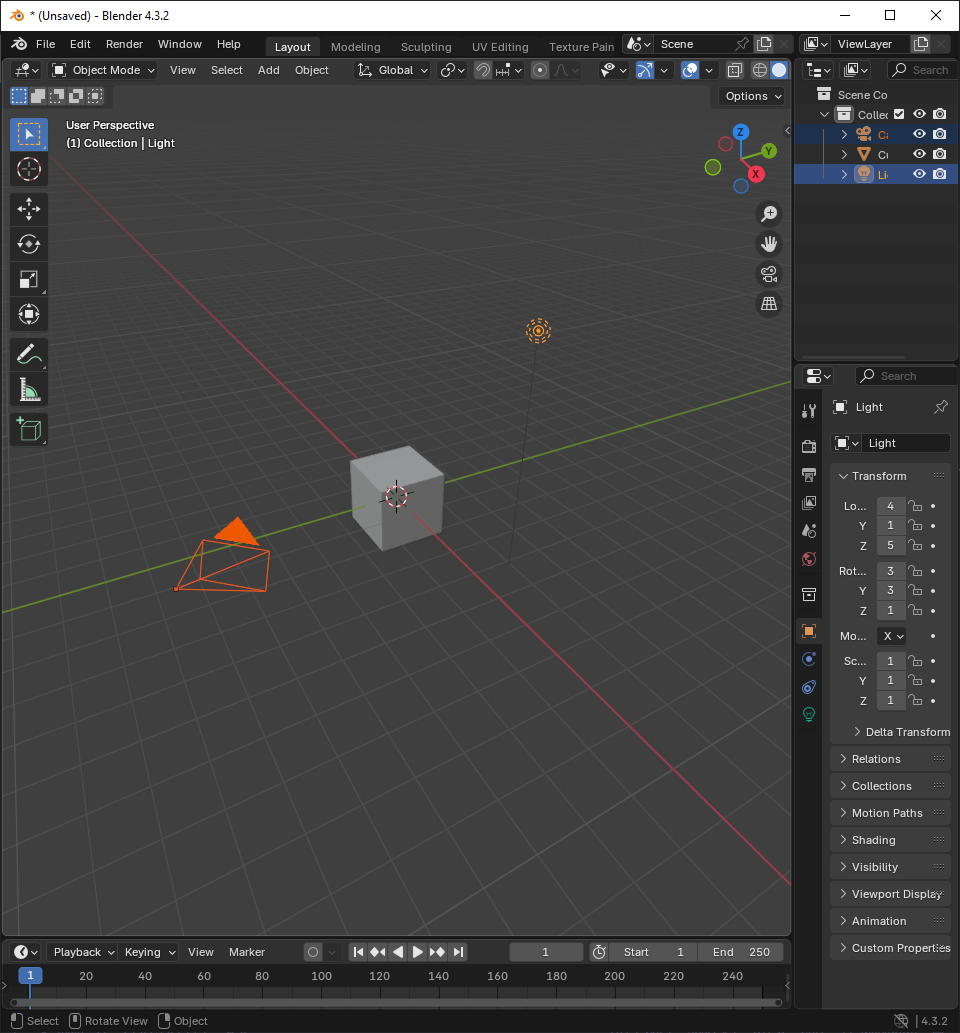 * (Unsaved) - Blender 4.3.2
File Edit Render Window Help Layout Modeling Sculpting UV Editing Texture Pain Scene ViewLayer
Object Mode View Select Add Object Global Search
Options
User Perspective
(1) Collection | Light
Z
Y
X
Scene Co
Collec
Ca
Cu
Li
Search
Light
Light
Transform
Lo... 4
Y 1
Z 5
Rot... 3
Y 3
Z 1
Mo... X
Sc... 1
Y 1
Z 1
Delta Transform
Relations
Collections
Motion Paths
Shading
Visibility
Viewport Display
Animation
Custom Properties
Playback Keying View Marker 1 Start 1 End 250
1 20 40 60 80 100 120 140 160 180 200 220 240
Select Rotate View Object 4.3.2